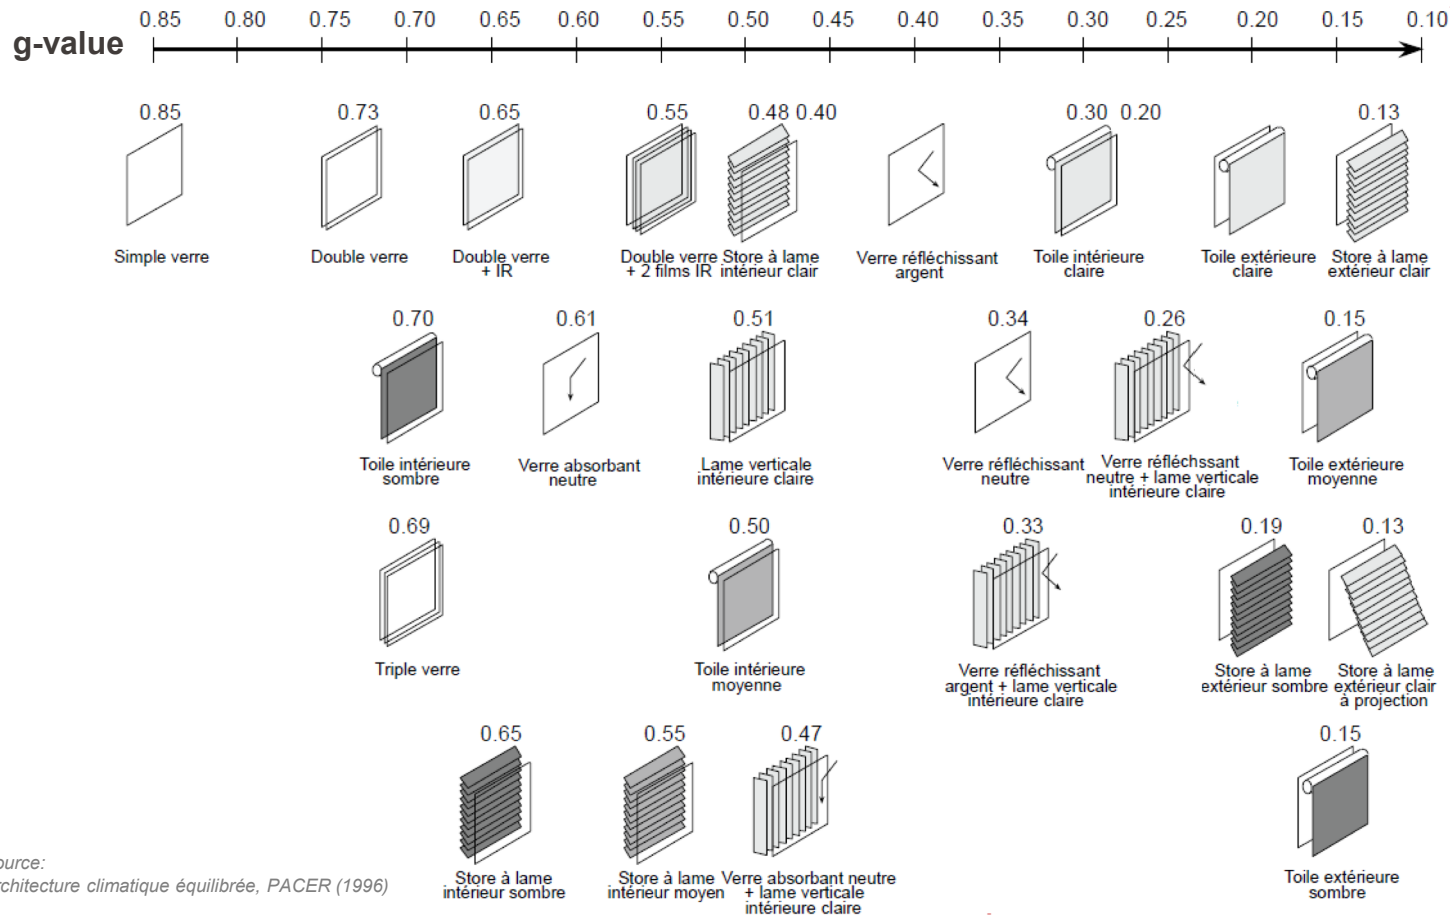 0.85 0.80 0.75 0.70 0.65 0.60 0.55 0.50 0.45 0.40 0.35 0.30 0.25 0.20 0.15 0.10
g-value
0.85 0.73 0.65 0.55 0.48 0.40 0.30 0.20 0.13
Simple verre
Double verre
Double verre
+ IR
Double verre
+ 2 films IR
Store à lame
intérieur clair
Verre réfléchissant
argent
Toile intérieure
claire
Toile extérieure
claire
Store à lame
extérieur clair
0.70 0.61 0.51 0.34 0.26 0.15
Toile intérieure
sombre
Verre absorbant
neutre
Lame verticale
intérieure claire
Verre réfléchissant
neutre
Verre réfléchssant
neutre + lame verticale
intérieure claire
Toile extérieure
moyenne
0.69 0.50 0.33 0.19 0.13
Triple verre
Toile intérieure
moyenne
Verre réfléchissant
argent + lame verticale
intérieure claire
Store à lame
extérieur sombre
Store à lame
extérieur clair
à projection
0.65 0.55 0.47 0.15
Store à lame
intérieur sombre
Store à lame
intérieur moyen
Verre absorbant neutre
+ lame verticale
intérieure claire
Toile extérieure
sombre
ource:
rchitecture climatique équilibrée, PACER (1996)